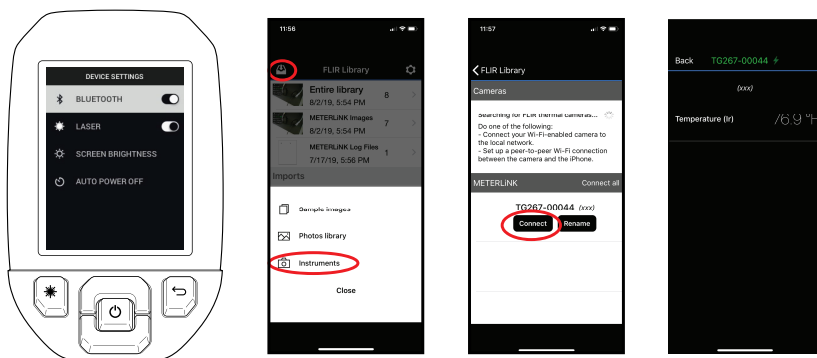 DEVICE SETTINGS
BLUETOOTH
LASER
SCREEN BRIGHTNESS
AUTO POWER OFF
11:56
FLIR Library
Entire library
8/2/19, 5:54 PM
8
METERLiNK Images
8/2/19, 5:54 PM
7
METERLiNK Log Files
7/17/19, 5:56 PM
1
Imports
Sample images
Photos library
Instruments
Close
11:57
FLIR Library
Cameras
Searching for FLIR thermal cameras...
Do one of the following:
- Connect your Wi-Fi-enabled camera to
the local network.
- Set up a peer-to-peer Wi-Fi connection
between the camera and the iPhone.
METERLiNK Connect all
TG267-00044 (xxx)
Connect Rename
Back TG267-00044
(xxx)
Temperature (Ir) 76.9 °F